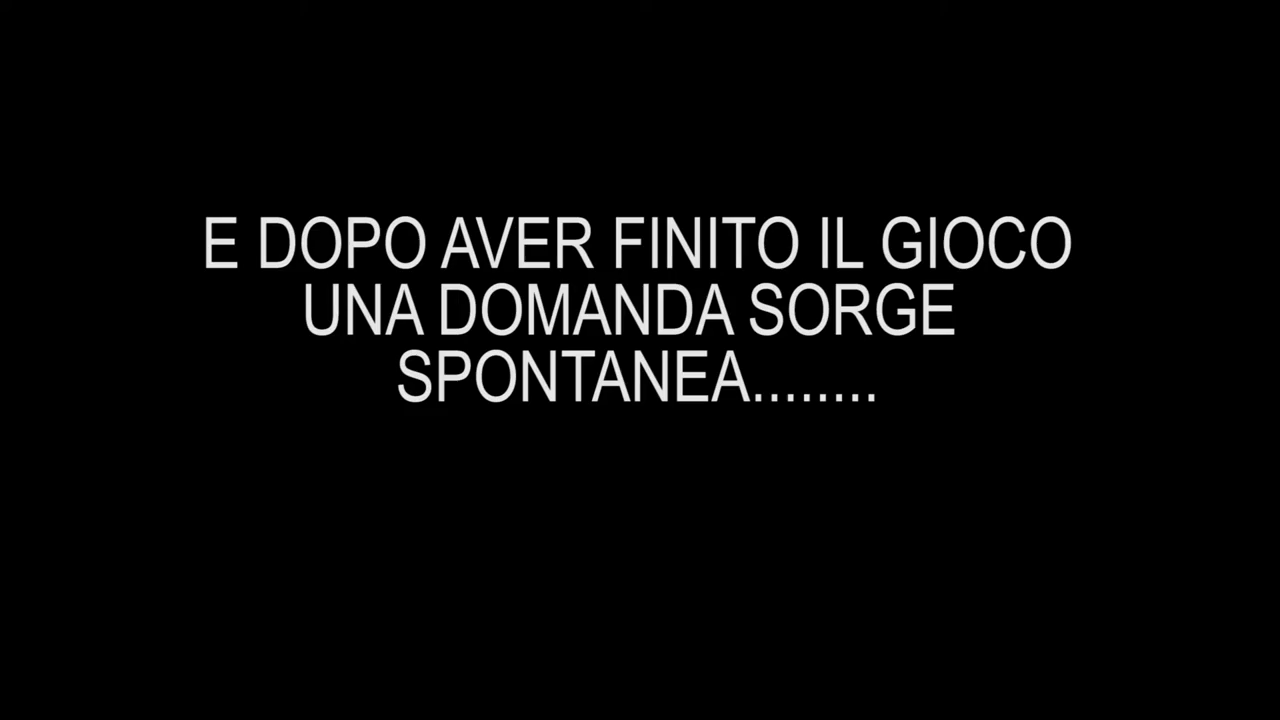 E DOPO AVER FINITO IL GIOCO
UNA DOMANDA SORGE
SPONTANEA........